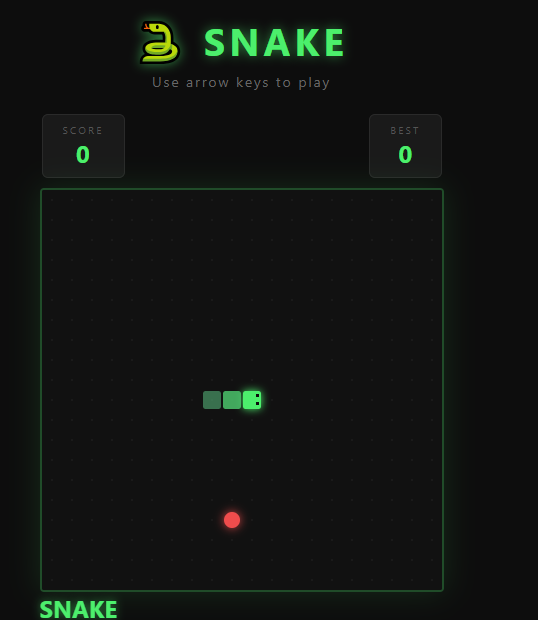 SNAKE
Use arrow keys to play
SCORE
0
BEST
0
SNAKE